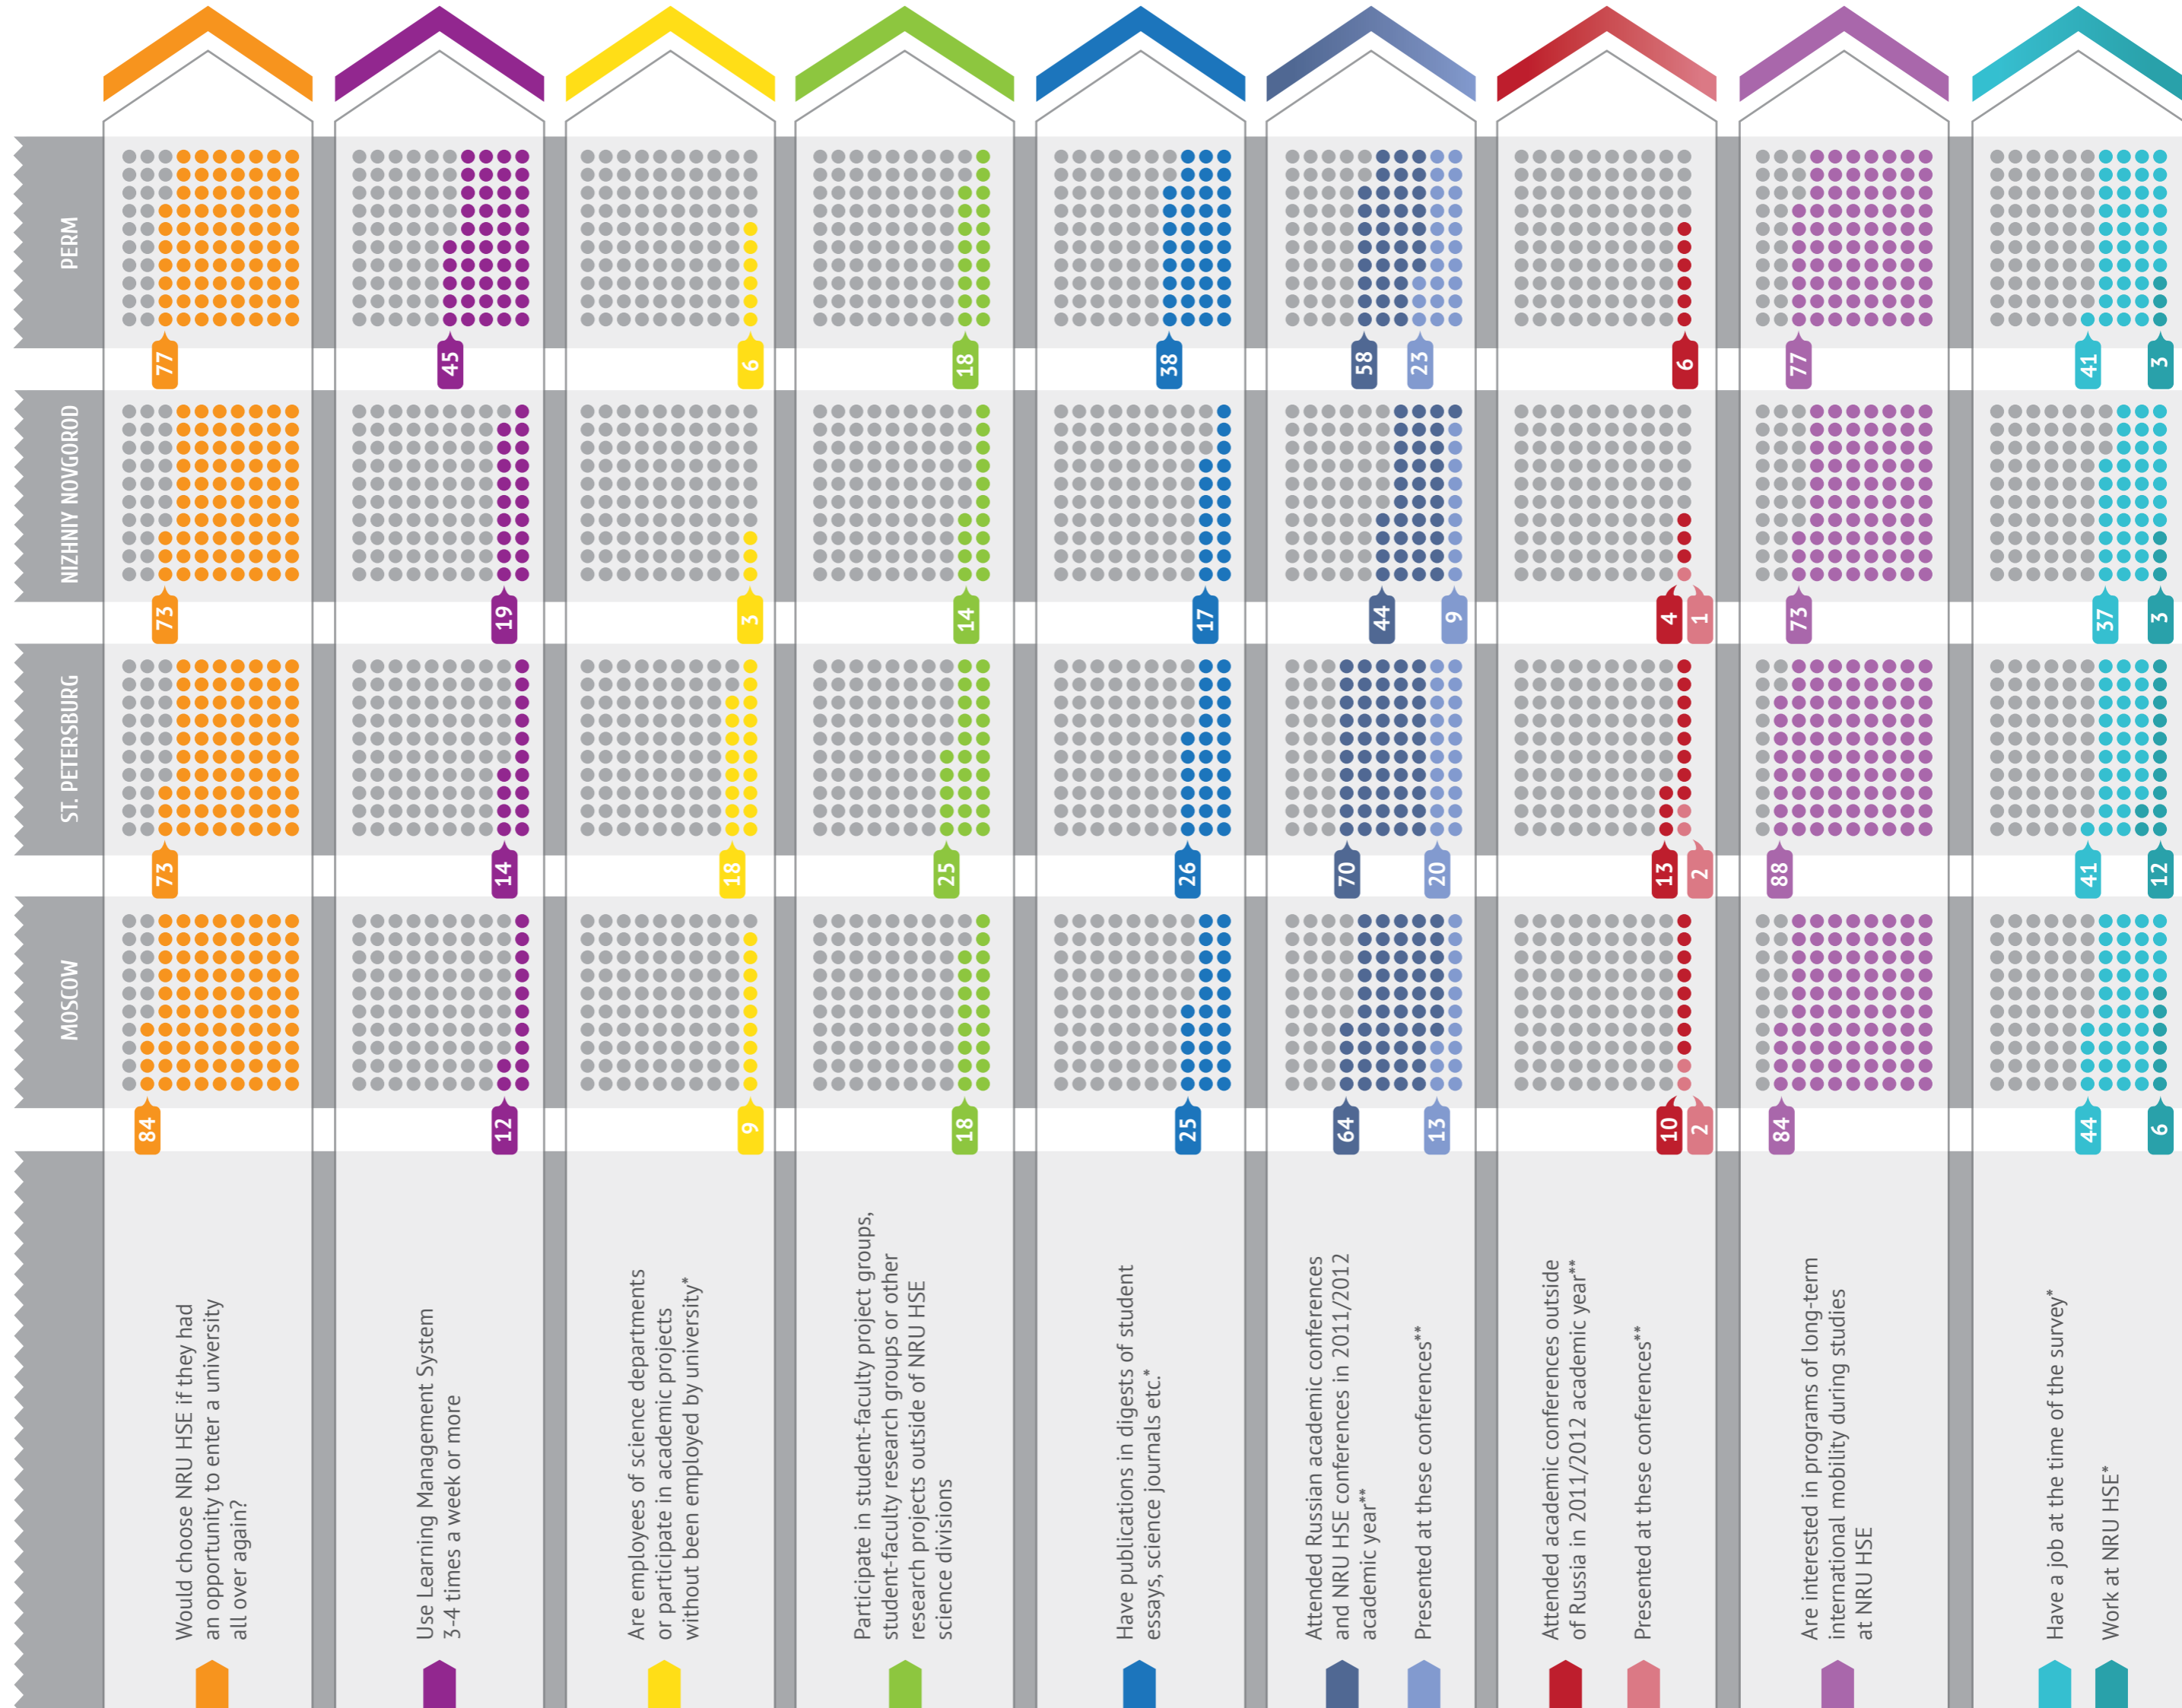 MOSCOW
ST. PETERSBURG
NIZHNIY NOVGOROD
PERM
Would choose NRU HSE if they had
an opportunity to enter a university
all over again?
84
73
73
77
Use Learning Management System
3-4 times a week or more
12
14
19
45
Are employees of science departments
or participate in academic projects
without been employed by university*
9
18
3
6
Participate in student-faculty project groups,
student-faculty research groups or other
research projects outside of NRU HSE
science divisions
18
25
14
18
Have publications in digests of student
essays, science journals etc.*
25
26
17
38
Attended Russian academic conferences
and NRU HSE conferences in 2011/2012
academic year**
64
70
44
58
Presented at these conferences**
13
20
9
23
Attended academic conferences outside
of Russia in 2011/2012 academic year**
10
13
4
6
Presented at these conferences**
2
2
1
Are interested in programs of long-term
international mobility during studies
at NRU HSE
84
88
73
77
Have a job at the time of the survey*
44
41
37
41
Work at NRU HSE*
6
12
3
3